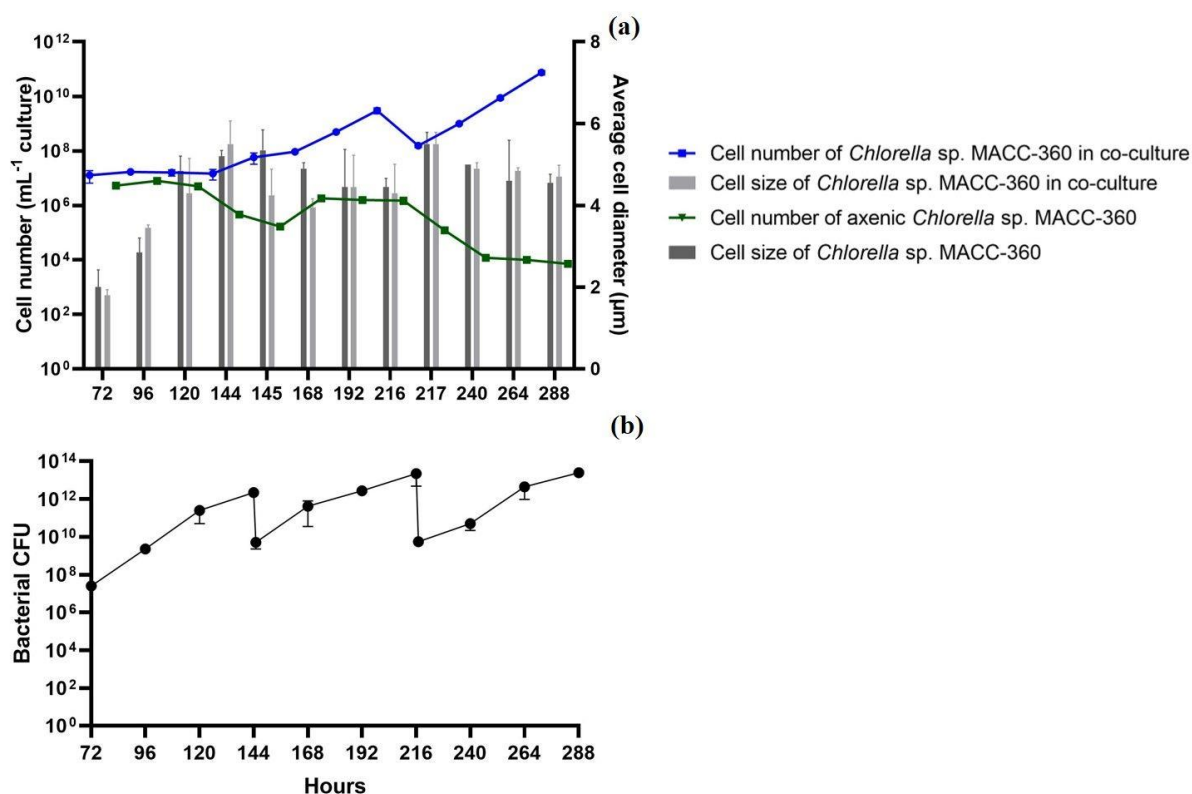 (a)
10¹² 8
10¹⁰
6
10⁸
10⁶ 4
10⁴
2
10²
10⁰ 0
Cell number (mL⁻¹ culture)
Average cell diameter (μm)
72 96 120 144 145 168 192 216 217 240 264 288
Cell number of Chlorella sp. MACC-360 in co-culture
Cell size of Chlorella sp. MACC-360 in co-culture
Cell number of axenic Chlorella sp. MACC-360
Cell size of Chlorella sp. MACC-360
(b)
10¹⁴
10¹²
10¹⁰
10⁸
10⁶
10⁴
10²
10⁰
Bacterial CFU
72 96 120 144 168 192 216 240 264 288
Hours